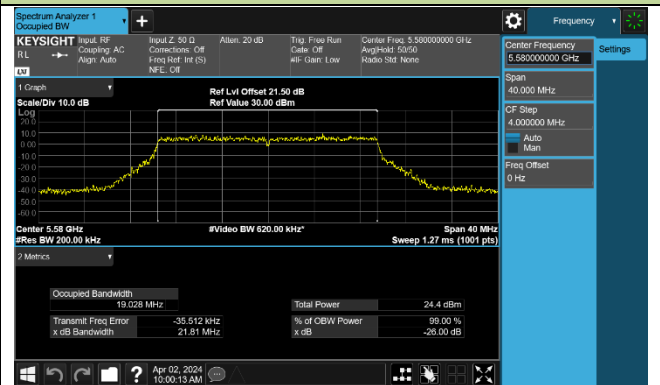 Spectrum Analyzer 1
Occupied BW
Frequency
KEYSIGHT
RL
LXI
Input: RF
Coupling: AC
Align: Auto
Input Z: 50 Ω
Corrections: Off
Freq Ref: Int (S)
NFE: Off
Atten: 20 dB
Trig: Free Run
Gate: Off
#IF Gain: Low
Center Freq: 5.580000000 GHz
Avg|Hold: 50/50
Radio Std: None
Center Frequency
5.580000000 GHz
Settings
Span
40.000 MHz
CF Step
4.000000 MHz
Auto
Man
Freq Offset
0 Hz
1 Graph
Scale/Div 10.0 dB
Ref Lvl Offset 21.50 dB
Ref Value 30.00 dBm
Log
20.0
10.0
0.00
-10.0
-20.0
-30.0
-40.0
-50.0
-60.0
Center 5.58 GHz
#Res BW 200.00 kHz
#Video BW 620.00 kHz*
Span 40 MHz
Sweep 1.27 ms (1001 pts)
2 Metrics
Occupied Bandwidth
19.028 MHz
Total Power 24.4 dBm
Transmit Freq Error -35.512 kHz
% of OBW Power 99.00 %
x dB Bandwidth 21.81 MHz
x dB -26.00 dB
?
Apr 02, 2024
10:00:13 AM